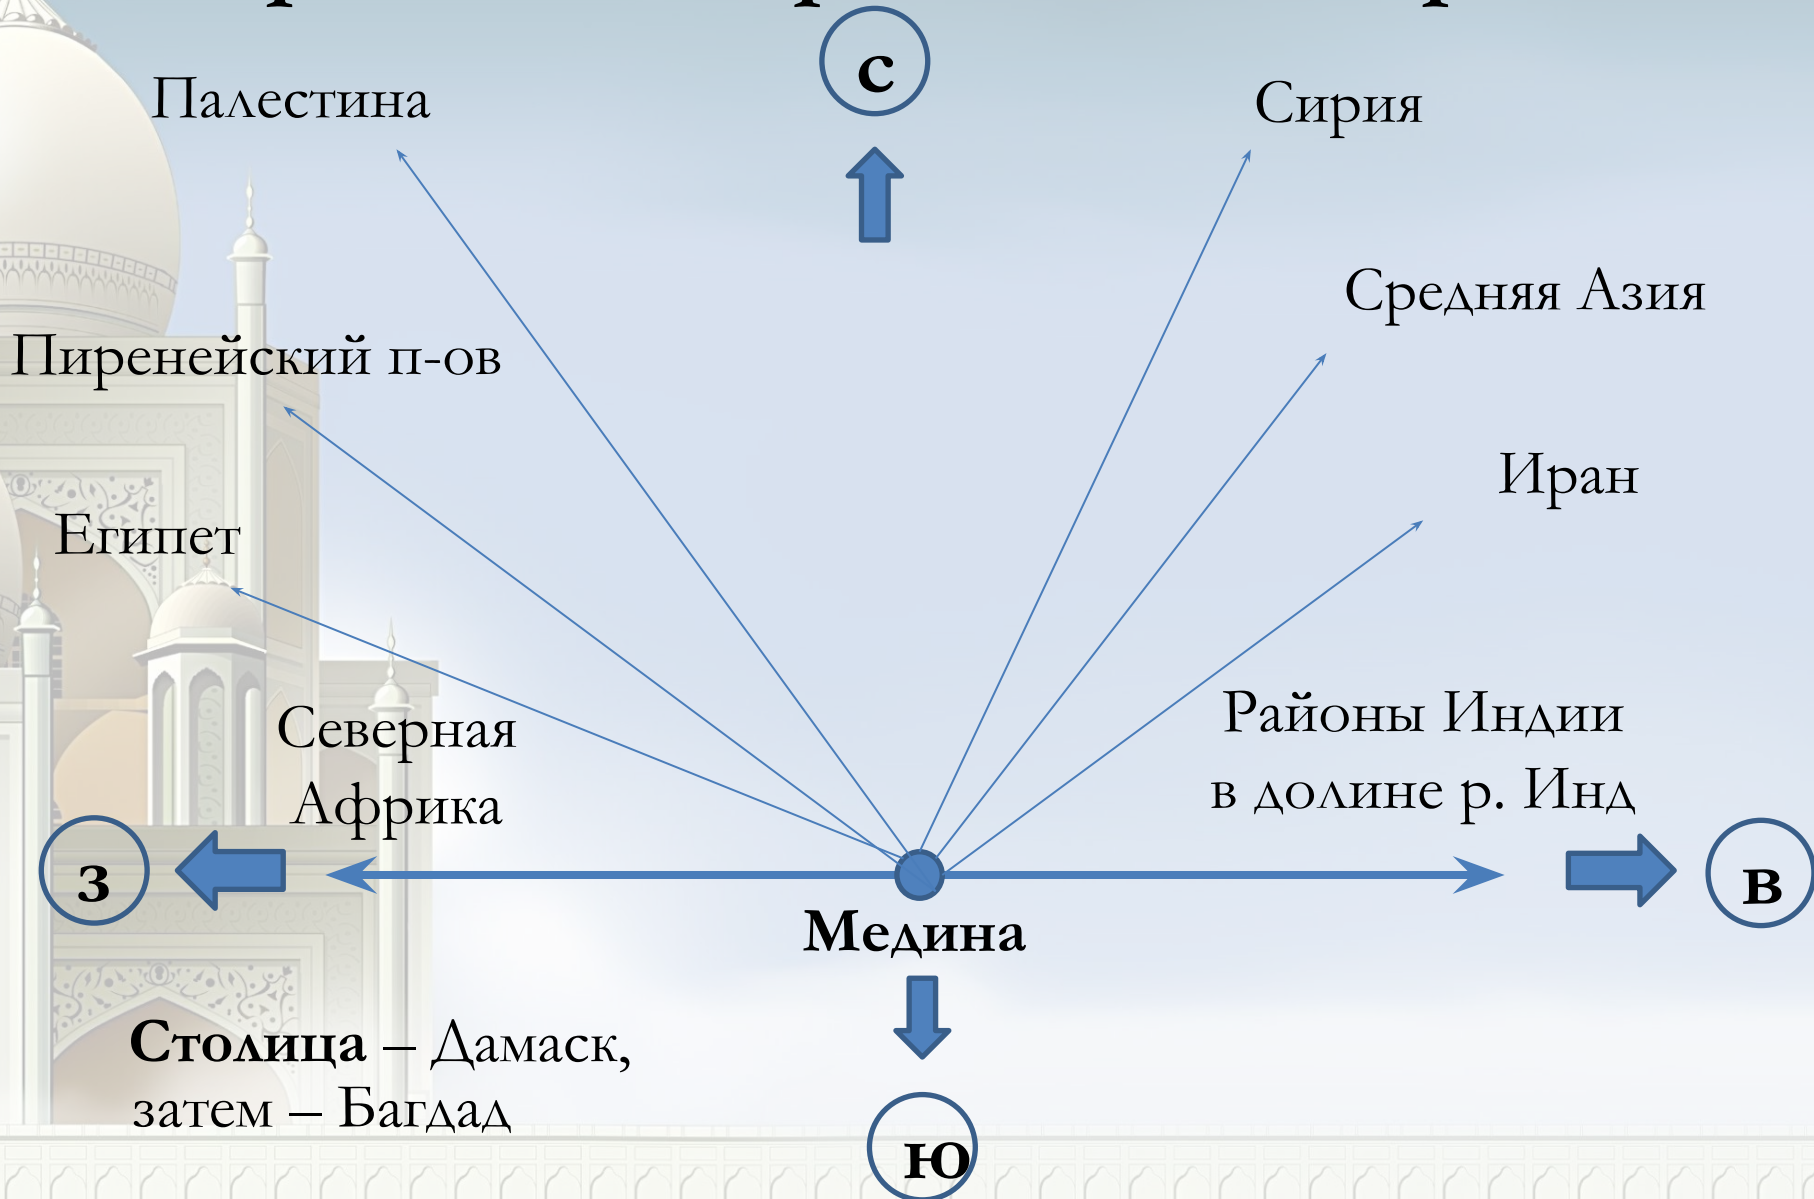 с
Палестина
Сирия
Средняя Азия
Пиренейский п-ов
Иран
Египет
Северная
Африка
Районы Индии
в долине р. Инд
з
в
Медина
Столица – Дамаск,
затем – Багдад
ю